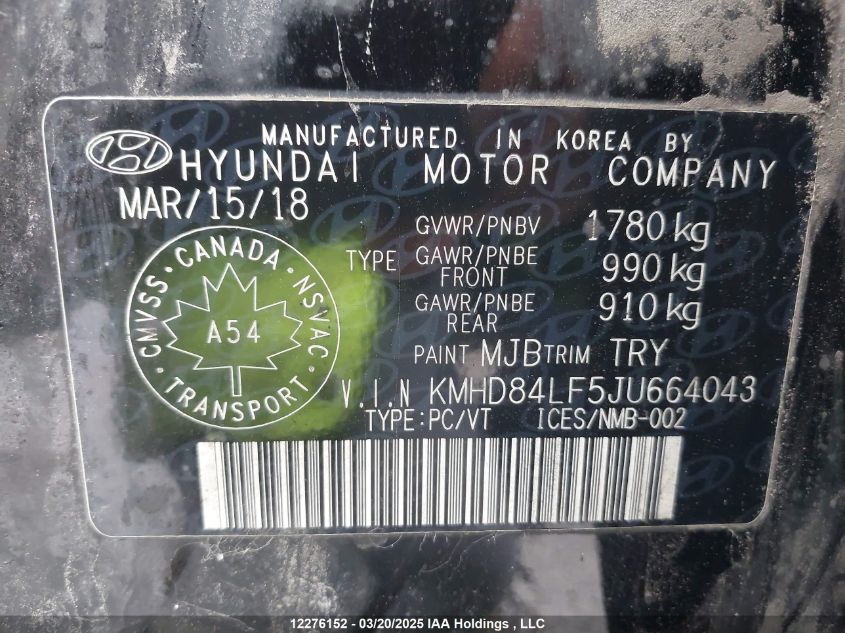 MANUFACTURED IN KOREA BY
HYUNDAI MOTOR COMPANY
MAR/15/18
GVWR/PNBV 1780 kg
TYPE GAWR/PNBE FRONT 990 kg
GAWR/PNBE REAR 910 kg
PAINT MJB TRIM TRY
CMVSS · CANADA · NSVAC · TRANSPORT ·
A54
V.I.N KMHD84LF5JU664043
TYPE:PC/VT ICES/NMB-002
12276152 - 03/20/2025 IAA Holdings , LLC